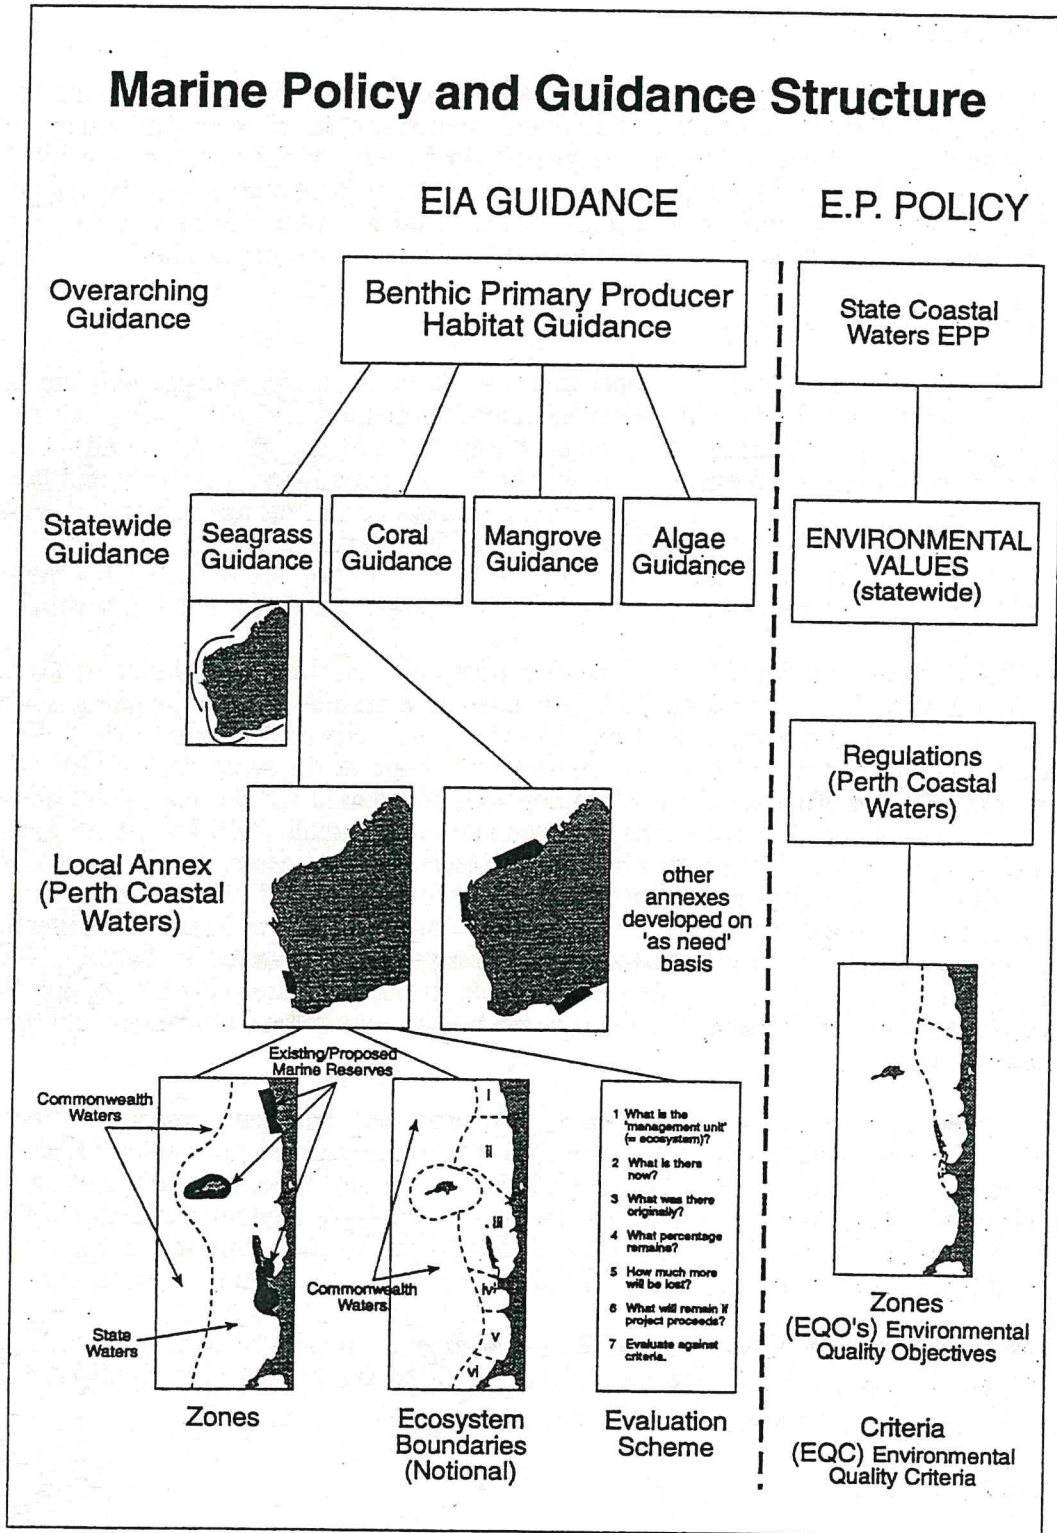 Marine Policy and Guidance Structure
EIA GUIDANCE
E.P. POLICY
Overarching
Guidance
Benthic Primary Producer
Habitat Guidance
State Coastal
Waters EPP
Statewide
Guidance
Seagrass
Guidance
Coral
Guidance
Mangrove
Guidance
Algae
Guidance
ENVIRONMENTAL
VALUES
(statewide)
Regulations
(Perth Coastal
Waters)
Local Annex
(Perth Coastal
Waters)
other
annexes
developed on
'as need'
basis
Existing/Proposed
Marine Reserves
Commonwealth
Waters
State
Waters
Zones
i
ii
iii
iv
v
vi
Commonwealth
Waters
Ecosystem
Boundaries
(Notional)
1 What is the
'management unit'
(= ecosystem)?
2 What is there
now?
3 What was there
originally?
4 What percentage
remains?
5 How much more
will be lost?
6 What will remain if
project proceeds?
7 Evaluate against
criteria.
Evaluation
Scheme
Zones
(EQO's) Environmental
Quality Objectives
Criteria
(EQC) Environmental
Quality Criteria